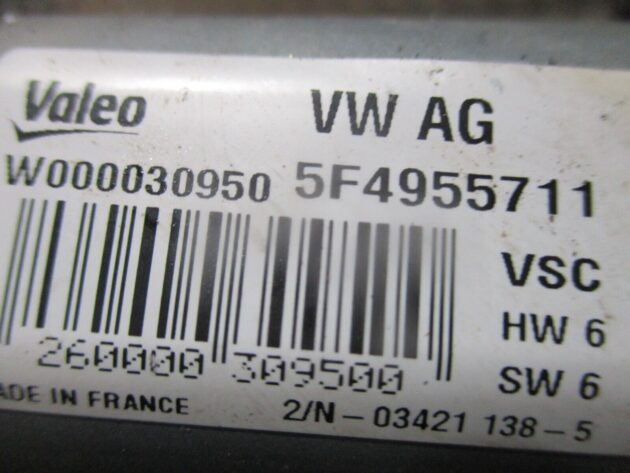 Valeo VW AG
W000030950 5F4955711
VSC
HW 6
260000 309500 SW 6
ADE IN FRANCE 2/N - 03421 138 - 5